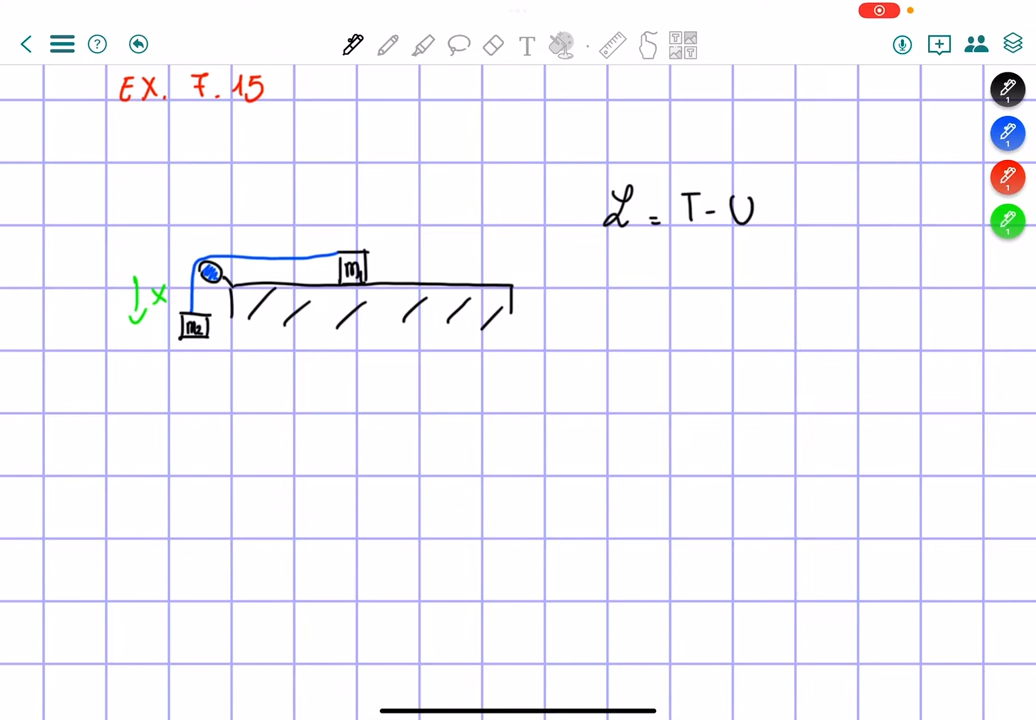 EX. 7.15
ℒ = T - U
m₁
x
m₂